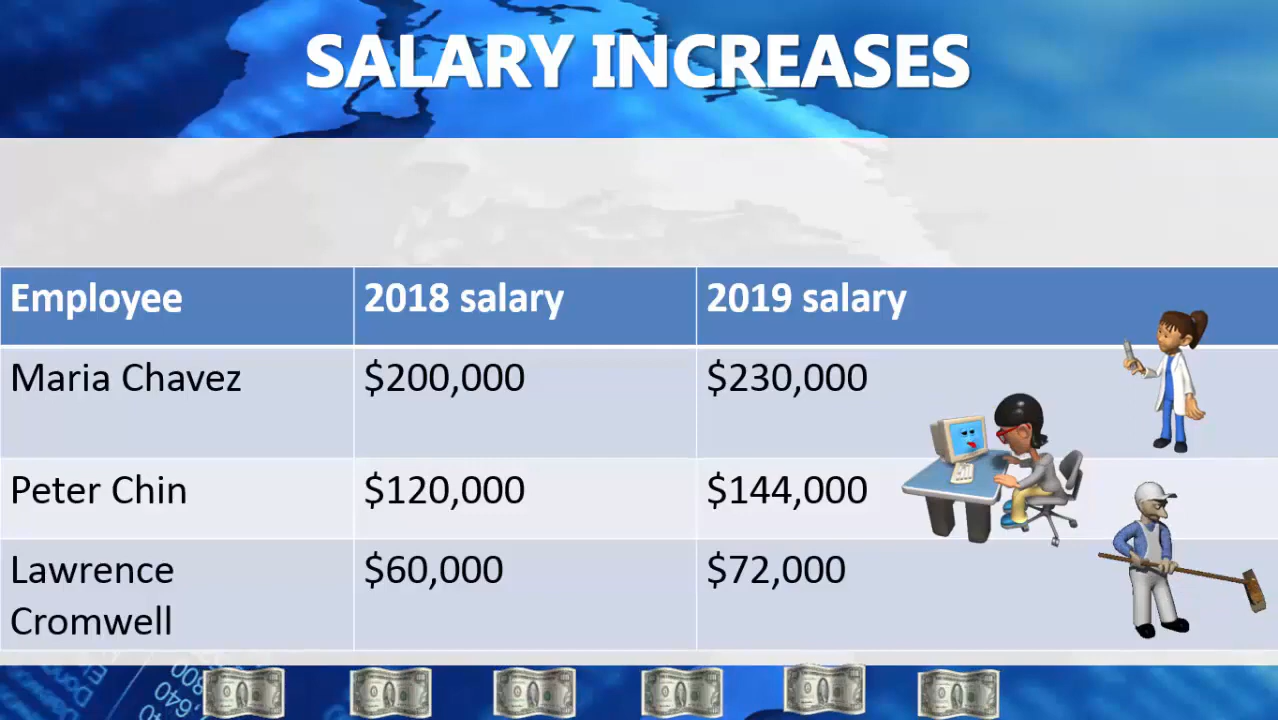 SALARY INCREASES
Employee 2018 salary 2019 salary
Maria Chavez $200,000 $230,000
Peter Chin $120,000 $144,000
Lawrence $60,000 $72,000
Cromwell